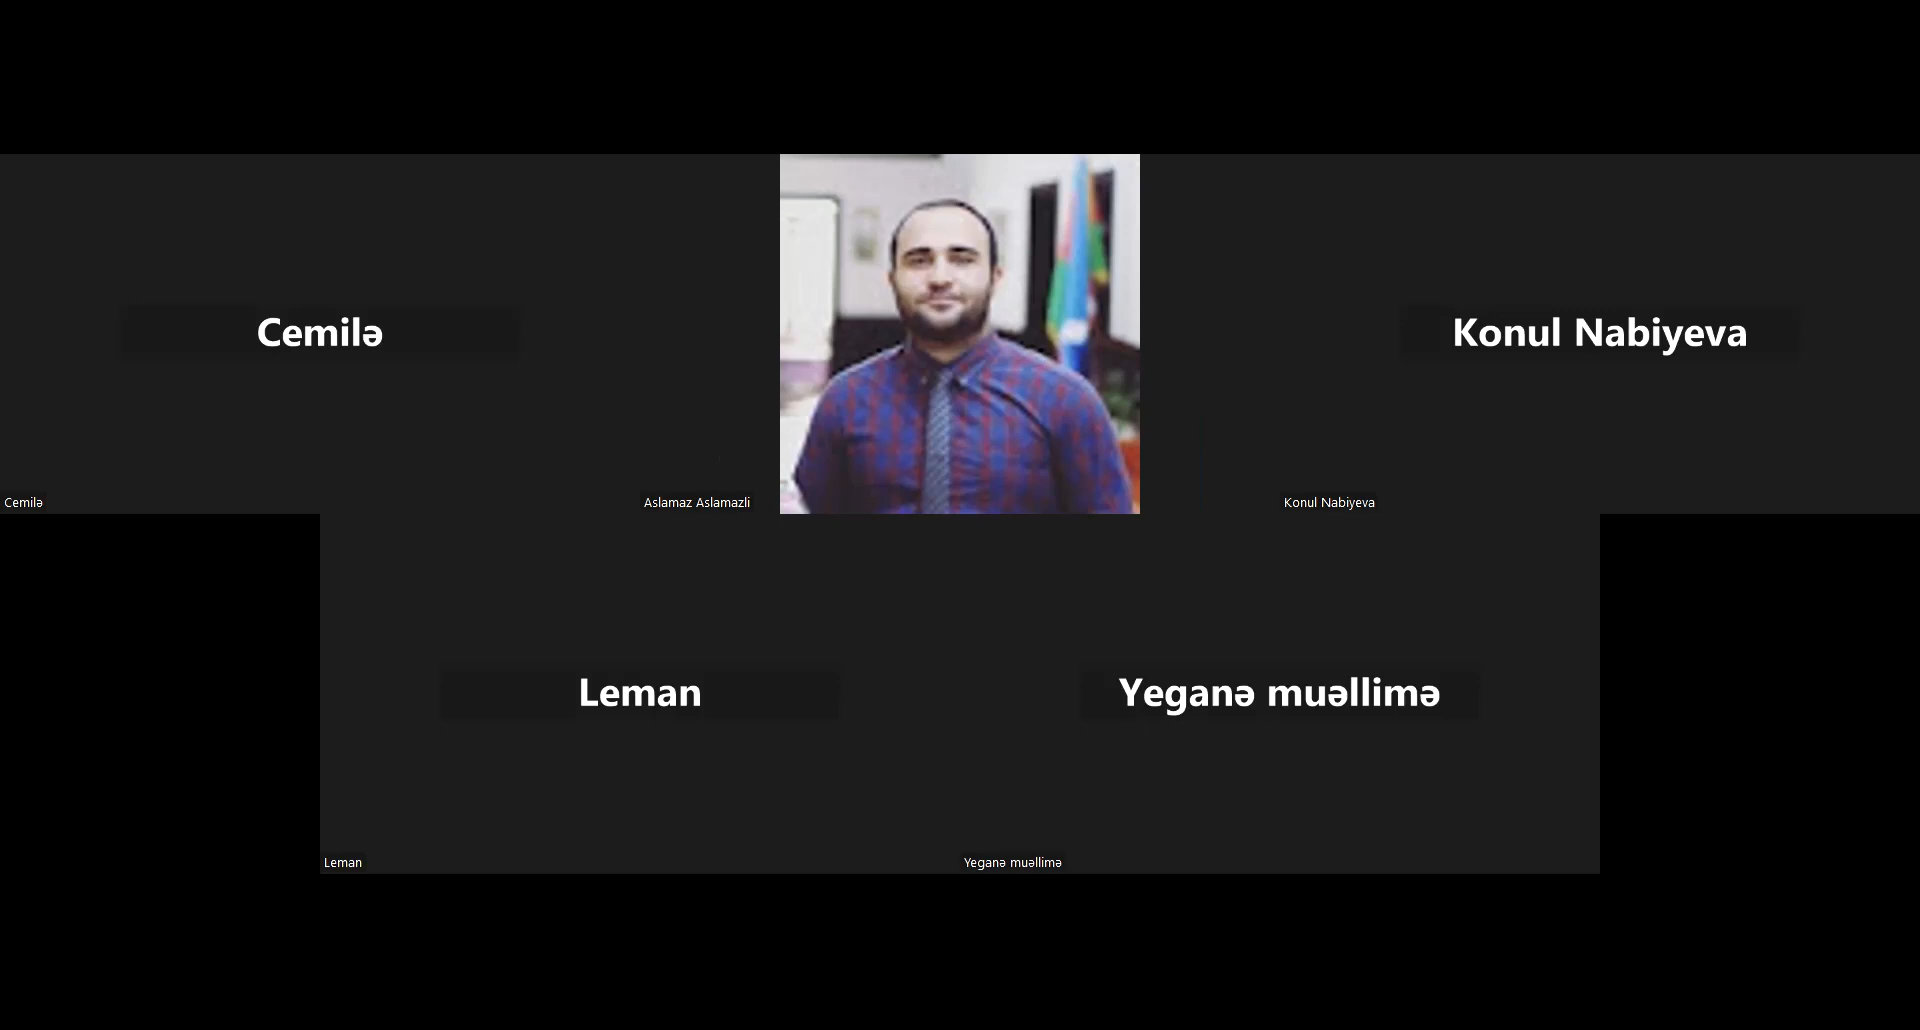 Cemilə
Konul Nabiyeva
Cemilə
Aslamaz Aslamazli
Konul Nabiyeva
Leman
Yeganə muəllimə
Leman
Yeganə muəllimə